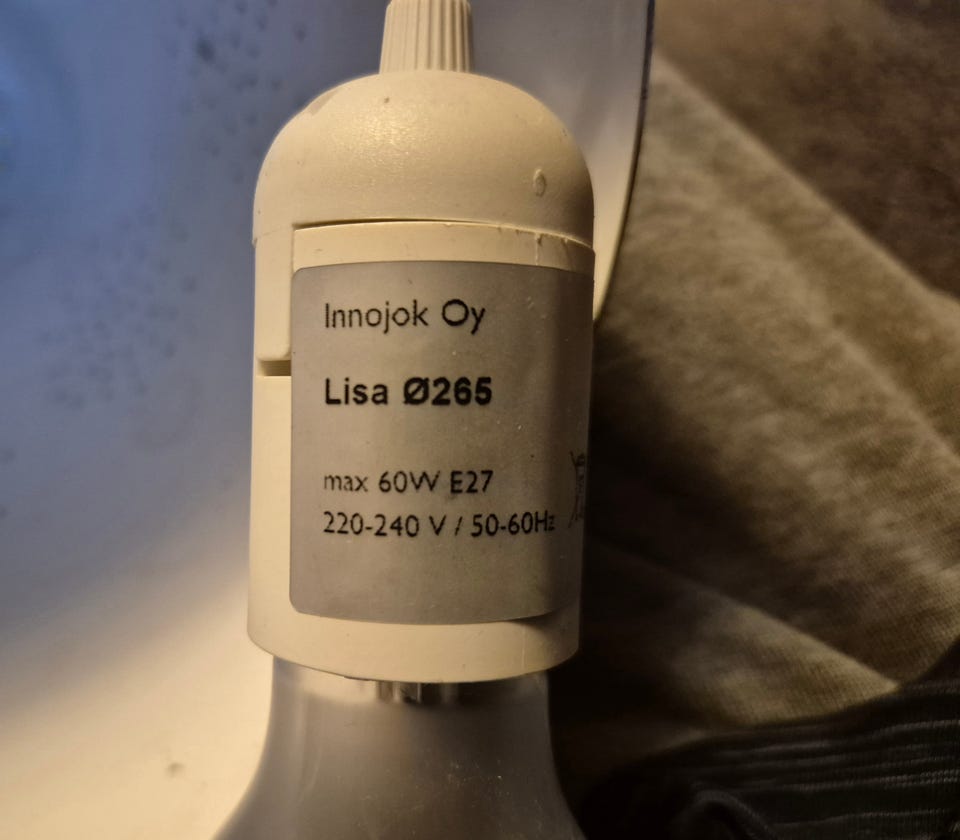 Innojok Oy
Lisa Ø265
max 60W E27
220-240 V / 50-60Hz